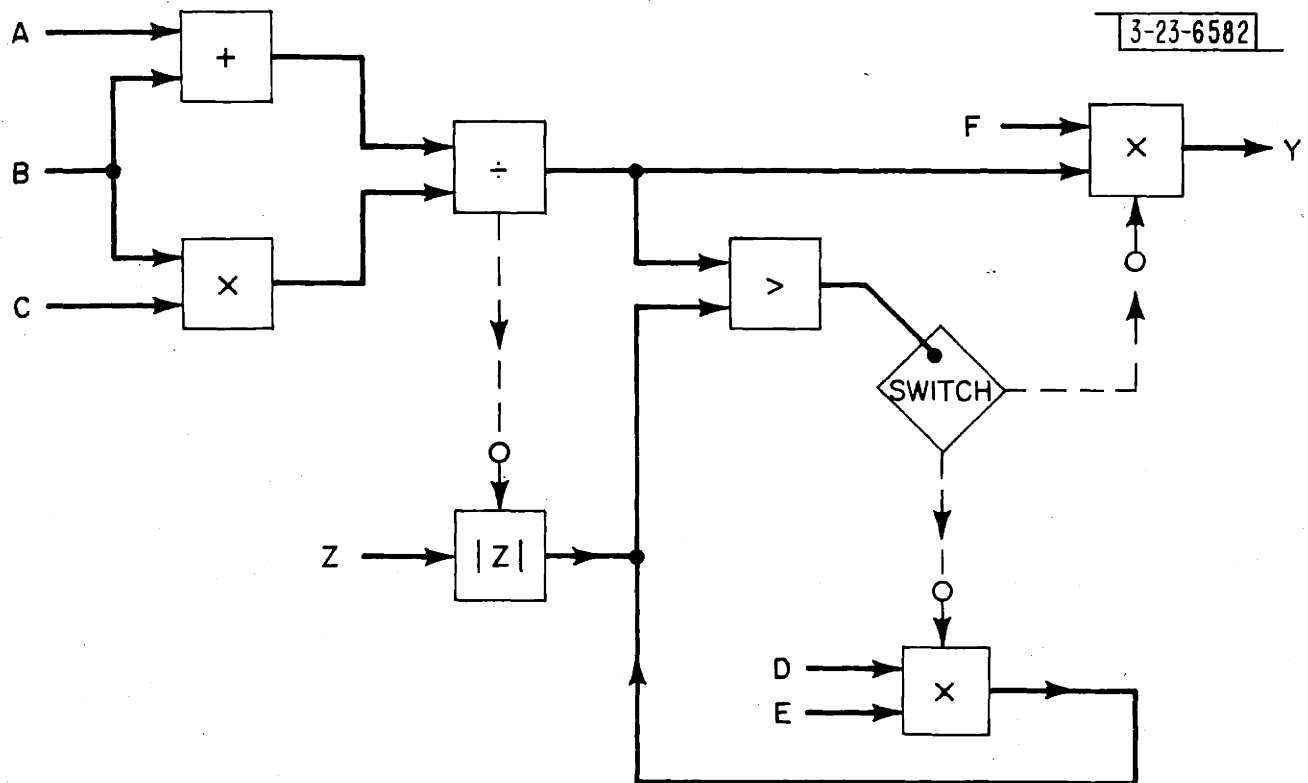 3-23-6582
A
+
F
×
Y
B
÷
C
×
>
SWITCH
Z
|Z|
D
E
×